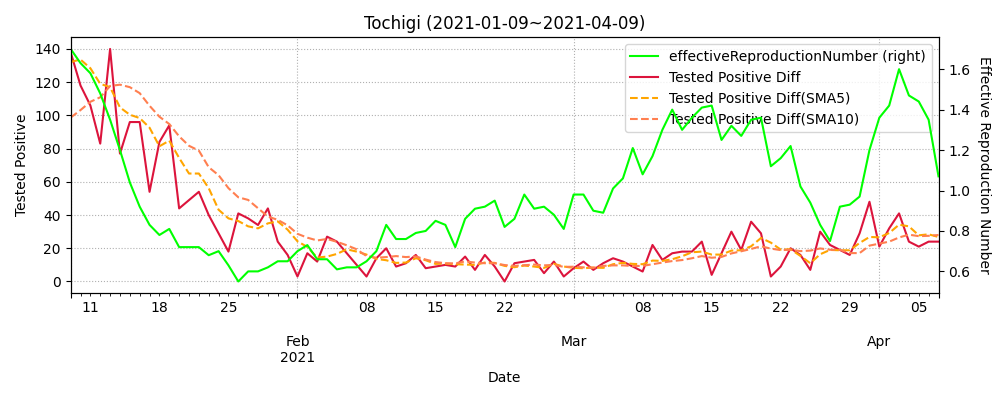 Tochigi (2021-01-09~2021-04-09)
effectiveReproductionNumber (right)
Tested Positive Diff
Tested Positive Diff(SMA5)
Tested Positive Diff(SMA10)
Tested Positive
140
120
100
80
60
40
20
0
1.6
1.4
1.2
1.0
0.8
0.6
Effective Reproduction Number
11 18 25 08 15 22 08 15 22 29 05
Feb Mar Apr
2021
Date